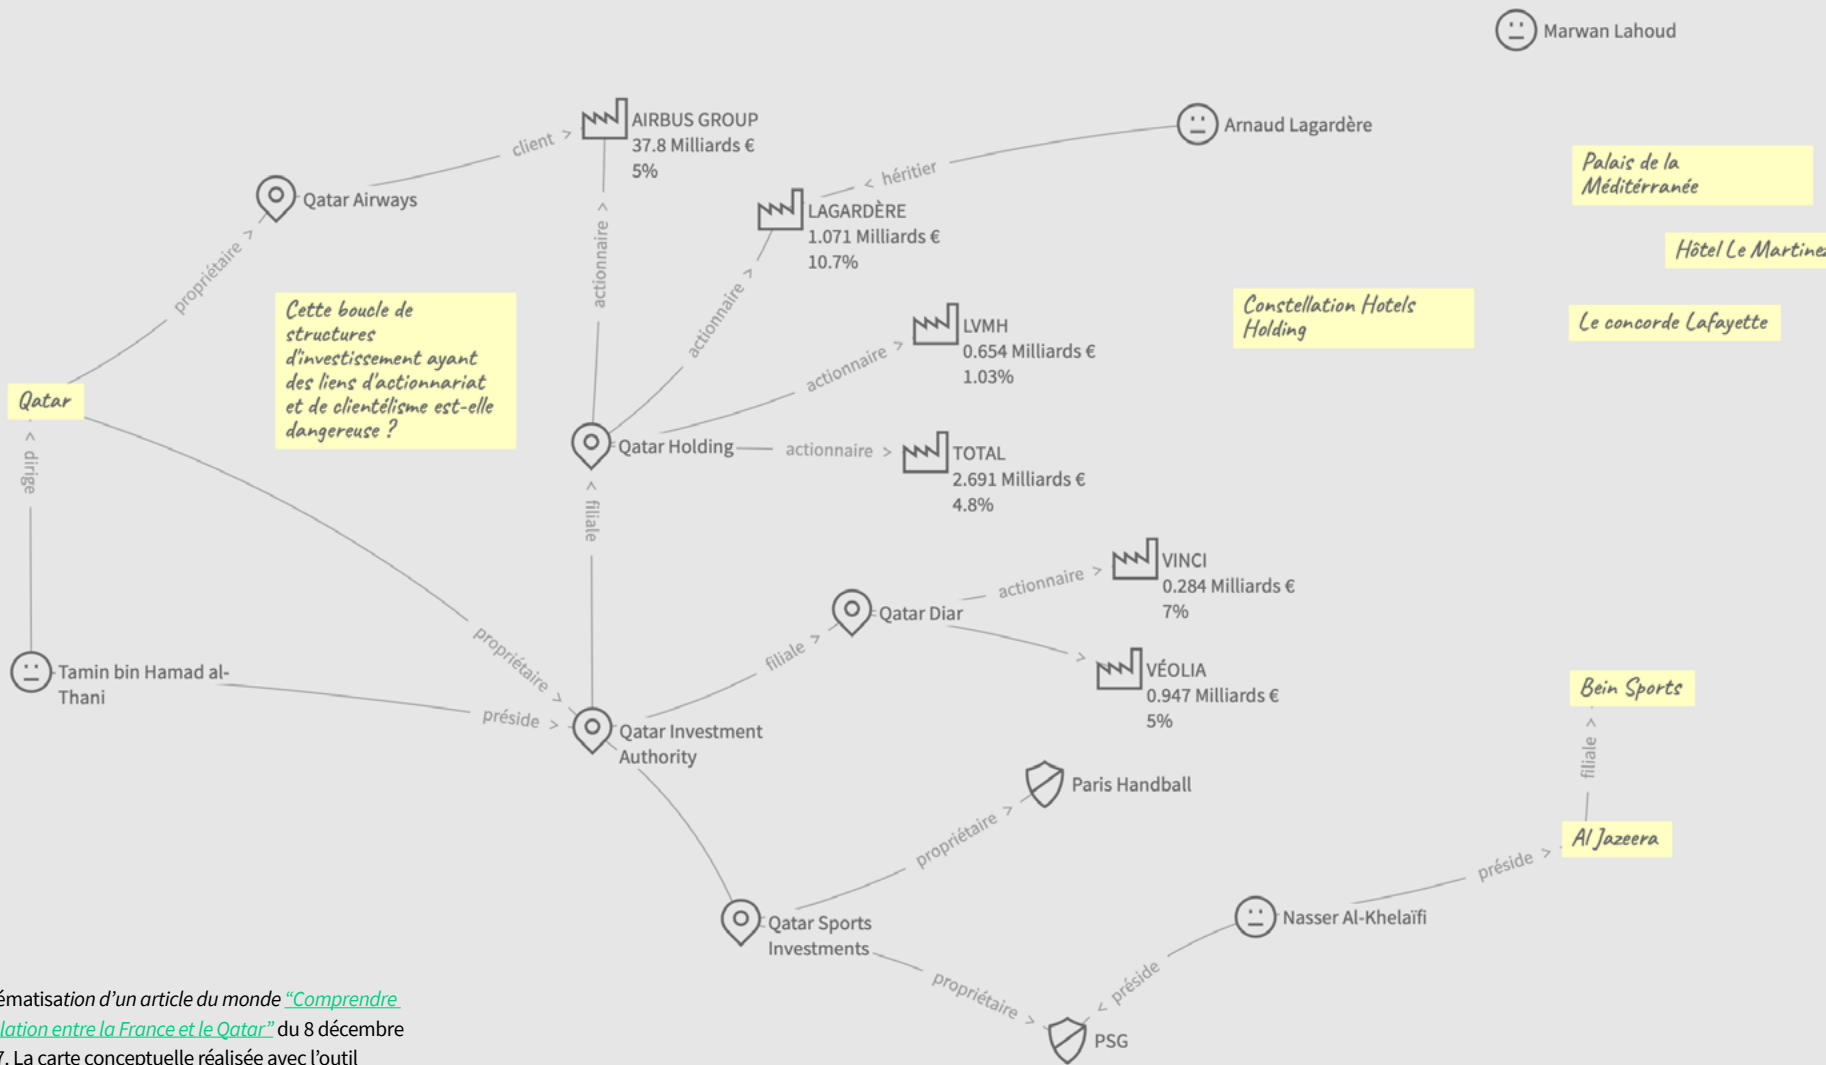 Marwan Lahoud
AIRBUS GROUP
37.8 Milliards €
5%
client >
Arnaud Lagardère
< héritier
Palais de la
Méditérranée
Qatar Airways
LAGARDÈRE
1.071 Milliards €
10.7%
propriétaire >
actionnaire >
actionnaire >
Hôtel Le Martinez
Cette boucle de
structures
d'investissement ayant
des liens d'actionnariat
et de clientélisme est-elle
dangereuse ?
Constellation Hotels
Holding
Le concorde Lafayette
LVMH
0.654 Milliards €
1.03%
actionnaire >
Qatar
Qatar Holding
actionnaire >
TOTAL
2.691 Milliards €
4.8%
< dirige
filiale >
VINCI
0.284 Milliards €
7%
actionnaire >
Qatar Diar
filiale >
propriétaire >
VÉOLIA
0.947 Milliards €
5%
Tamin bin Hamad al-
Thani
préside >
Qatar Investment
Authority
Bein Sports
filiale >
Paris Handball
propriétaire >
Al Jazeera
préside >
Qatar Sports
Investments
Nasser Al-Khelaïfi
propriétaire >
< préside
PSG
ématisation d’un article du monde “Comprendre
lation entre la France et le Qatar” du 8 décembre
7. La carte conceptuelle réalisée avec l’outil